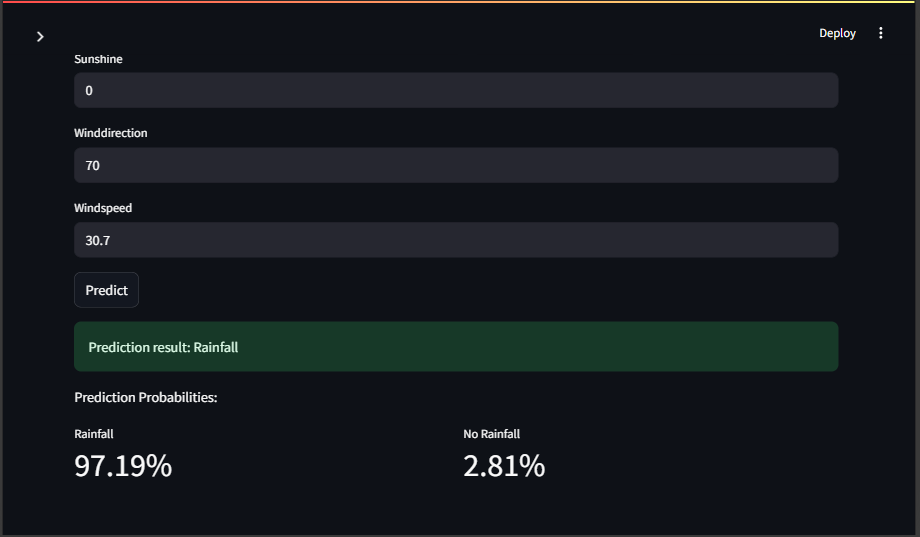 Deploy
Sunshine
0
Winddirection
70
Windspeed
30.7
Predict
Prediction result: Rainfall
Prediction Probabilities:
Rainfall
97.19%
No Rainfall
2.81%